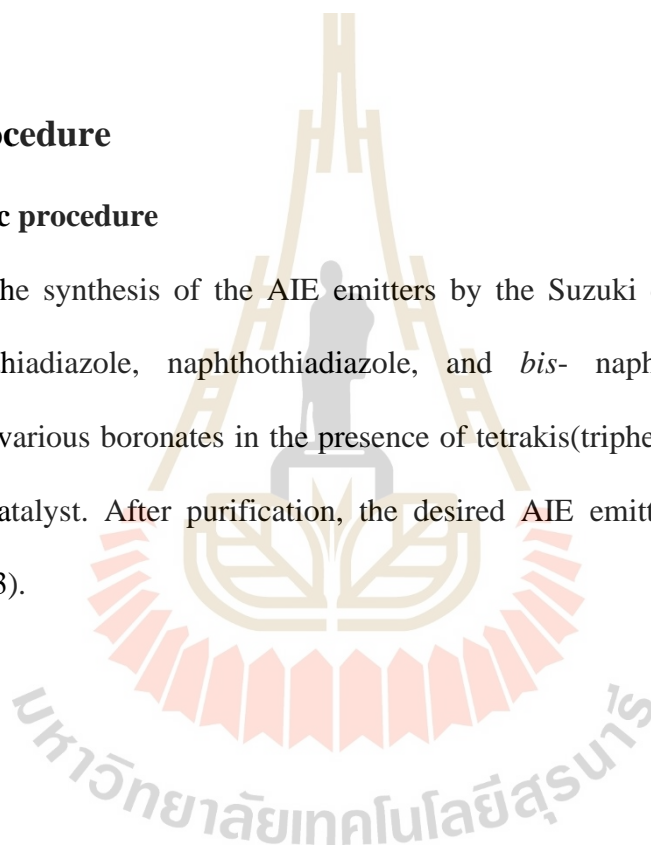 ocedure
c procedure
he synthesis of the AIE emitters by the Suzuki
hiadiazole, naphthothiadiazole, and bis- naph
various boronates in the presence of tetrakis(triphe
atalyst. After purification, the desired AIE emitt
3).
มหาวิทยาลัยเทคโนโลยีสุรนารี